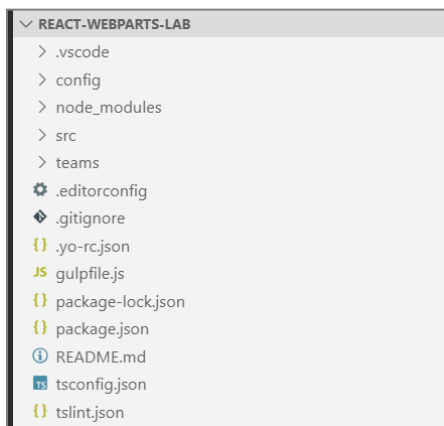 REACT-WEBPARTS-LAB
.vscode
config
node_modules
src
teams
.editorconfig
.gitignore
{} .yo-rc.json
JS gulpfile.js
{} package-lock.json
{} package.json
README.md
TS tsconfig.json
{} tslint.json